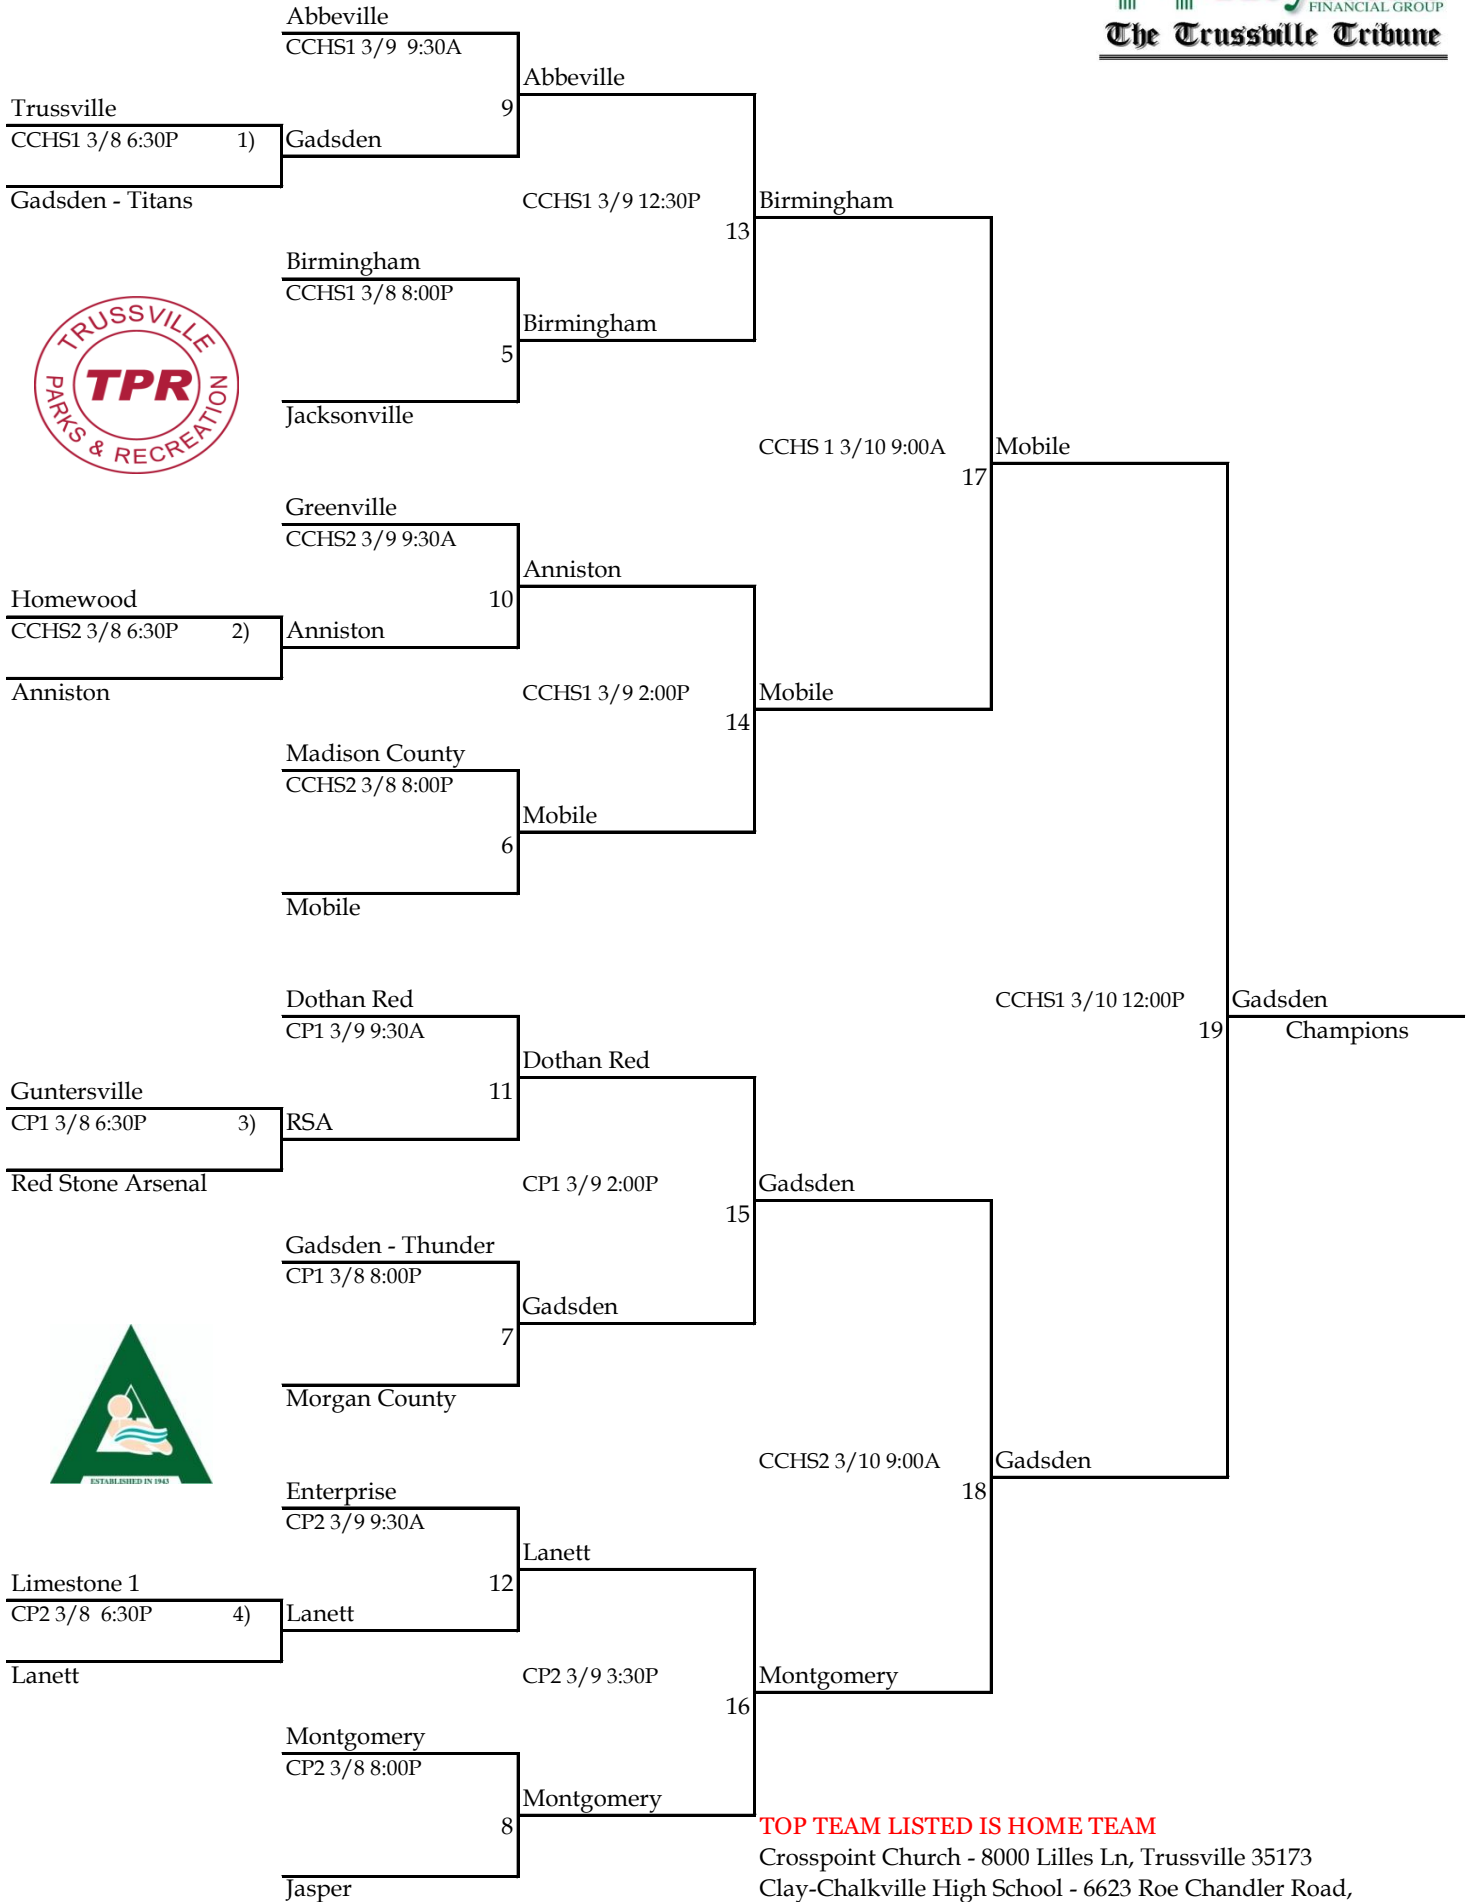 FINANCIAL GROUP
The Trussville Tribune
Abbeville
CCHS1 3/9  9:30A
Abbeville
9
Trussville
CCHS1 3/8 6:30P 1)
Gadsden
Gadsden - Titans
CCHS1 3/9 12:30P
Birmingham
13
Birmingham
CCHS1 3/8 8:00P
Birmingham
5
Jacksonville
TRUSSVILLE
TPR
PARKS & RECREATION
CCHS 1 3/10 9:00A
Mobile
17
Greenville
CCHS2 3/9 9:30A
Anniston
10
Homewood
CCHS2 3/8 6:30P 2)
Anniston
Anniston
CCHS1 3/9 2:00P
Mobile
14
Madison County
CCHS2 3/8 8:00P
Mobile
6
Mobile
Dothan Red
CP1 3/9 9:30A
CCHS1 3/10 12:00P
Gadsden
19
Champions
Dothan Red
11
Guntersville
CP1 3/8 6:30P 3)
RSA
Red Stone Arsenal
CP1 3/9 2:00P
Gadsden
15
Gadsden - Thunder
CP1 3/8 8:00P
Gadsden
7
Morgan County
ESTABLISHED IN 1943
CCHS2 3/10 9:00A
Gadsden
18
Enterprise
CP2 3/9 9:30A
Lanett
12
Limestone 1
CP2 3/8  6:30P 4)
Lanett
Lanett
CP2 3/9 3:30P
Montgomery
16
Montgomery
CP2 3/8 8:00P
Montgomery
8
Jasper
TOP TEAM LISTED IS HOME TEAM
Crosspoint Church - 8000 Lilles Ln, Trussville 35173
Clay-Chalkville High School - 6623 Roe Chandler Road,